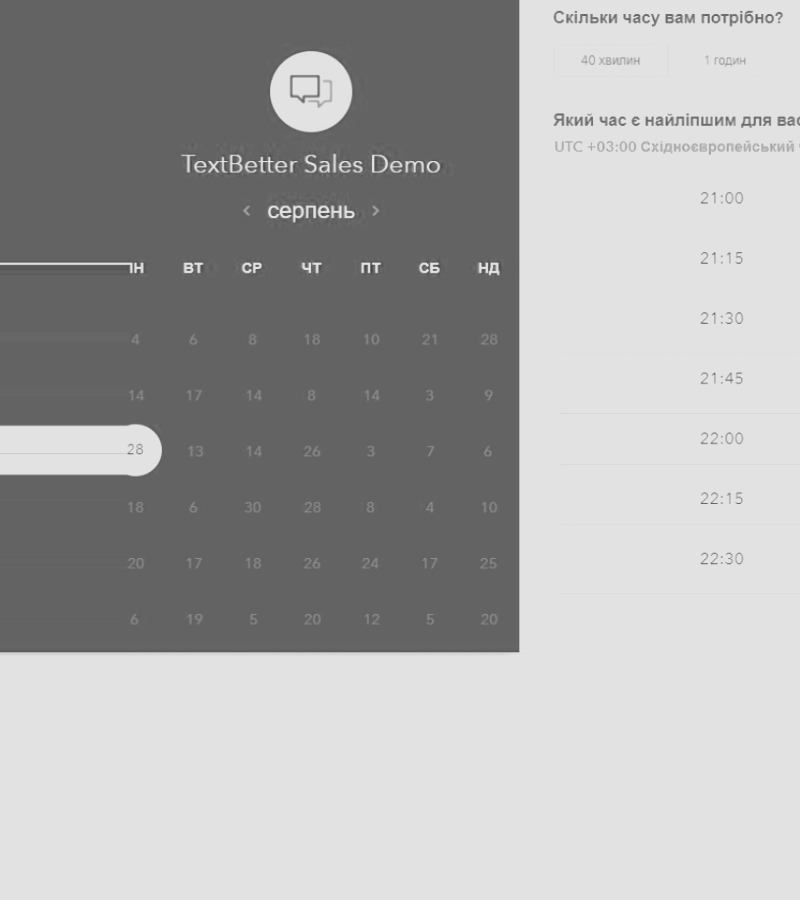 TextBetter Sales Demo
‹ серпень ›
ПН ВТ СР ЧТ ПТ СБ НД
4 6 8 18 10 21 28
14 17 14 8 14 3 9
28 13 14 26 3 7 6
18 6 30 28 8 4 10
20 17 18 26 24 17 25
6 19 5 20 12 5 20
Скільки часу вам потрібно?
40 хвилин 1 годин
Який час є найліпшим для вас
UTC +03:00 Східноєвропейський
21:00
21:15
21:30
21:45
22:00
22:15
22:30